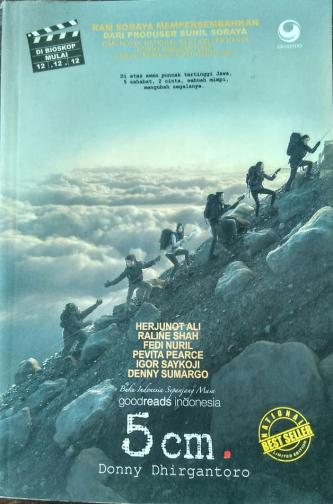 RAM SORAYA MEMPERSEMBAHKAN
DARI PRODUSER SUNIL SORAYA
DI BIOSKOP
MULAI
12 . 12 . 12
GRASINDO
Di atas awan puncak tertinggi Jawa,
5 sahabat, 2 cinta, sebuah mimpi,
mengubah segalanya.
HERJUNOT ALI
RALINE SHAH
FEDI NURIL
PEVITA PEARCE
IGOR SAYKOJI
DENNY SUMARGO
Buku Indonesia Sepanjang Masa
goodreads indonesia
5 cm.
Donny Dhirgantoro
NATIONAL
BEST SELLER
LIMITED EDITION